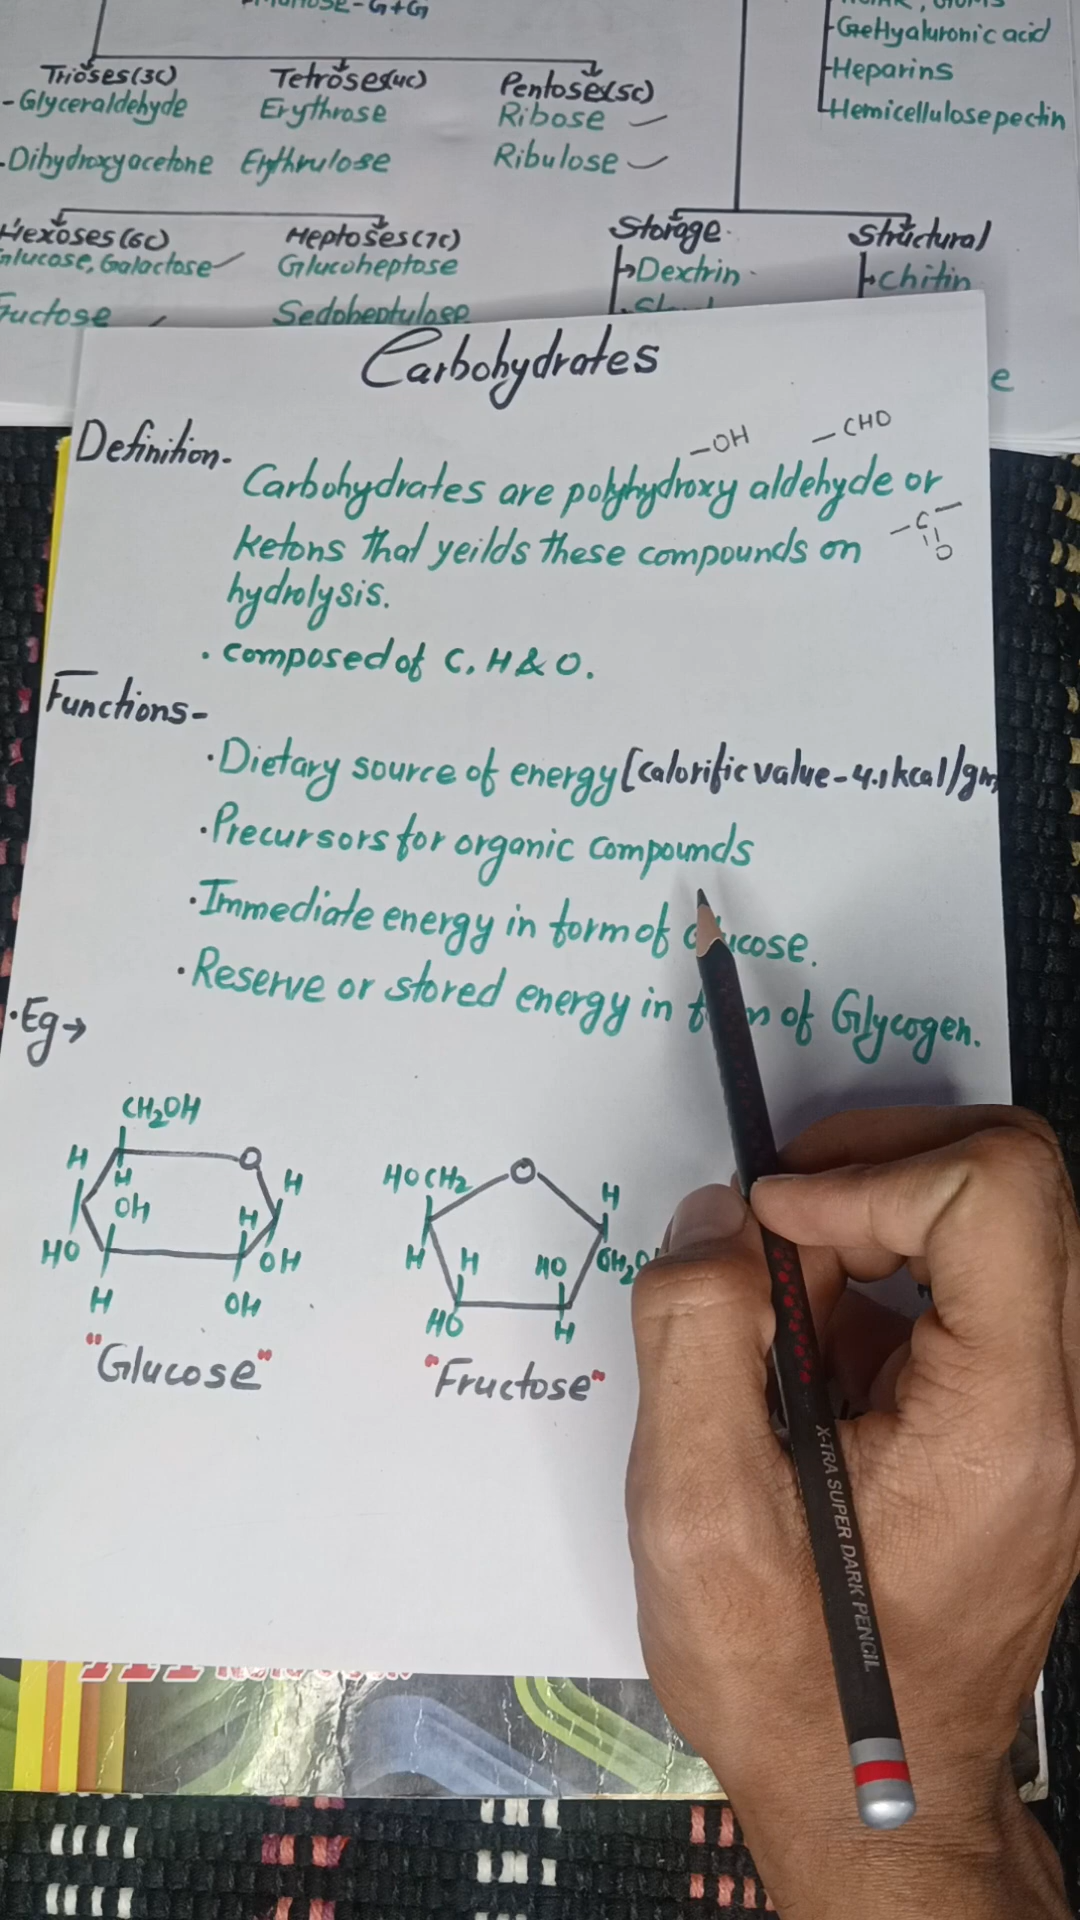 -G+G
Trioses(3C) Tetroses(4C) Pentoses(5C)
-Glyceraldehyde Erythrose Ribose
-Dihydroxyacetone Erythrulose Ribulose
Hexoses(6C) Heptoses(7C)
Glucose, Galactose Glucoheptose
Fuctose Sedoheptulose
Hyaluronic acid
Heparins
Hemicellulose pectin
Storage Structural
Dextrin chitin
e
Carbohydrates
-OH -CHO
Definition-
Carbohydrates are polyhydroxy aldehyde or
-C-
O
ketons that yeilds these compounds on
hydrolysis.
• composed of C, H & O.
Functions-
• Dietary source of energy [calorific value-4.1kcal/gm
• Precursors for organic compounds
• Immediate energy in form of Glucose.
• Reserve or stored energy in form of Glycogen.
• Eg→
CH2OH
H O H
H
OH H
HO OH
H OH
"Glucose"
HOCH2 O H
H H HO
HO H
"Fructose"
X-TRA SUPER DARK PENCIL